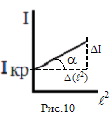 I
ΔI
α
I кр
Δ(ℓ²)
ℓ²
Рис.10